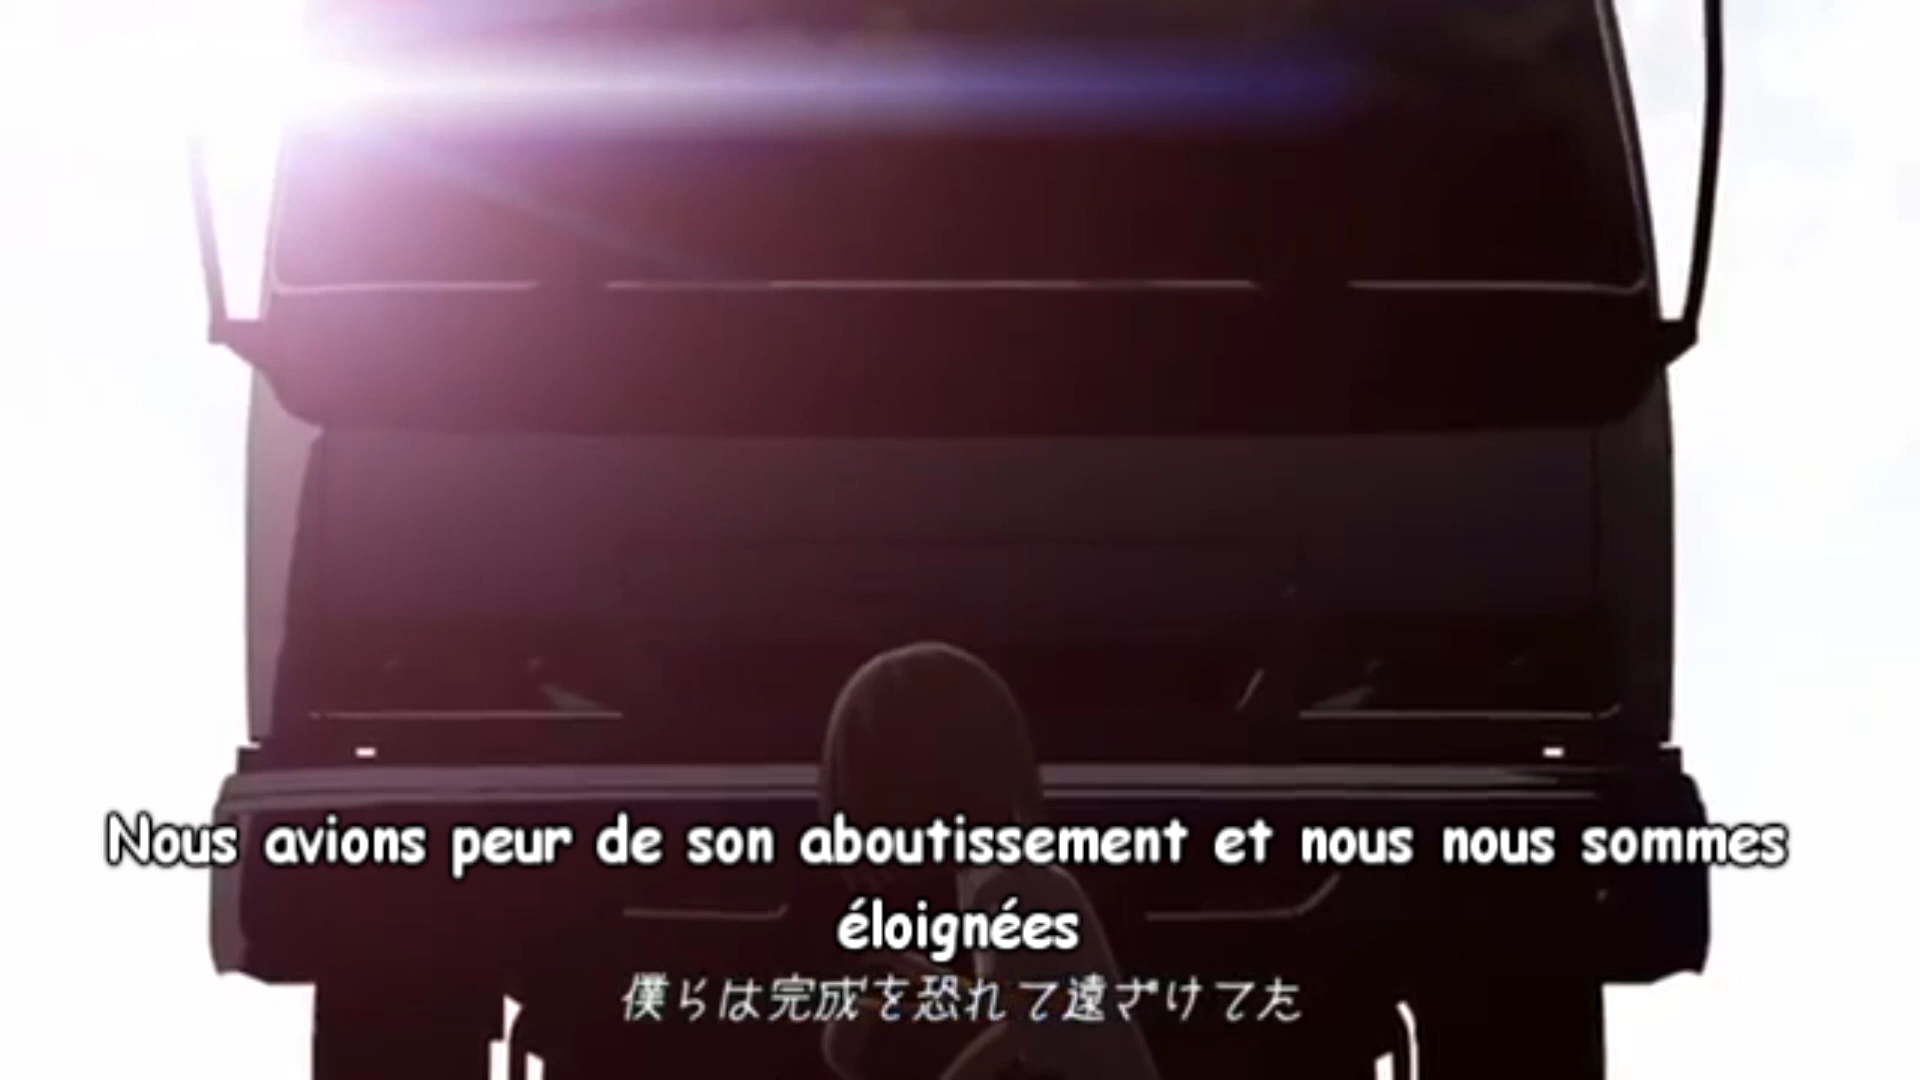 Nous avions peur de son aboutissement et nous nous sommes
éloignées
僕らは完成を恐れて遠ざけてた